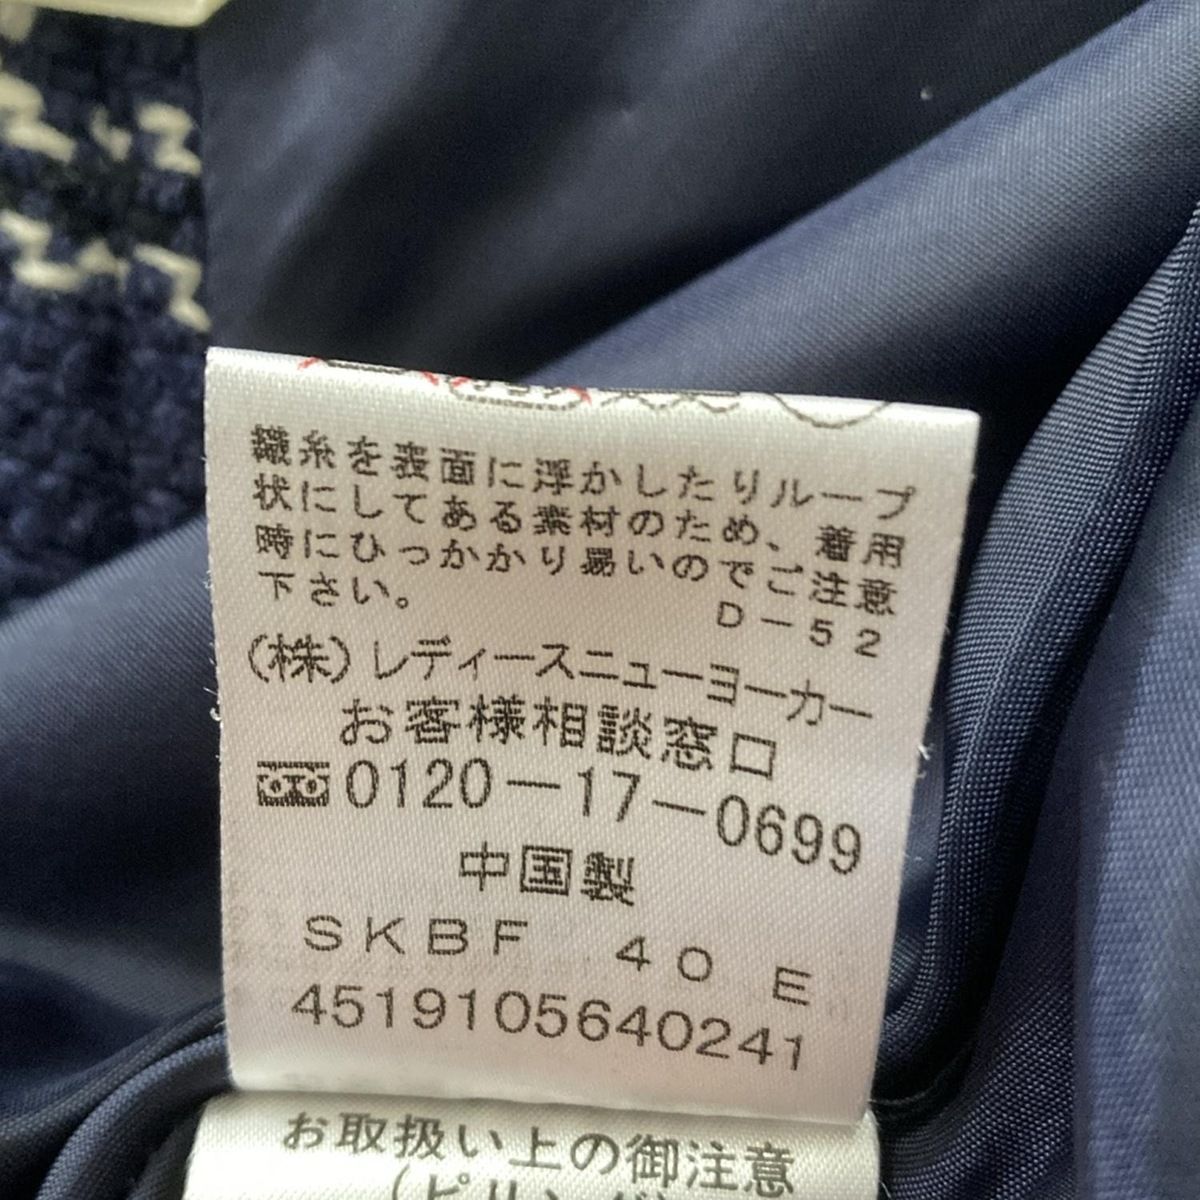 織糸を表面に浮かしたりループ
状にしてある素材のため、着用
時にひっかかり易いのでご注意
下さい。 D-52
(株)レディースニューヨーカー
お客様相談窓口
0120-17-0699
中国製
SKBF 40 E
4519105640241
お取扱い上の御注意
(ピリング)